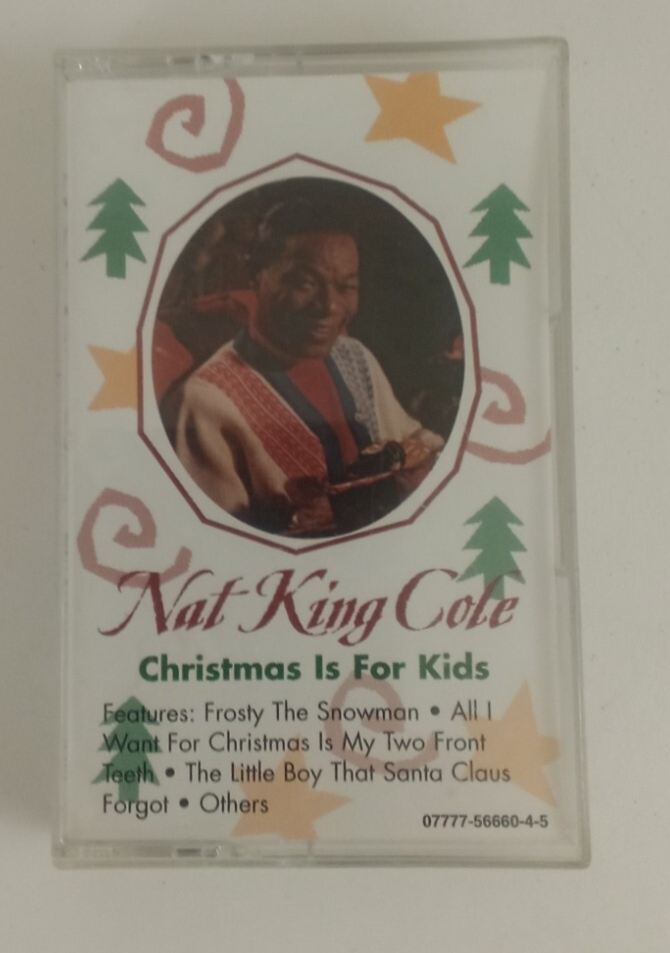 Nat King Cole
Christmas Is For Kids
Features: Frosty The Snowman • All I
Want For Christmas Is My Two Front
Teeth • The Little Boy That Santa Claus
Forgot • Others
07777-56660-4-5